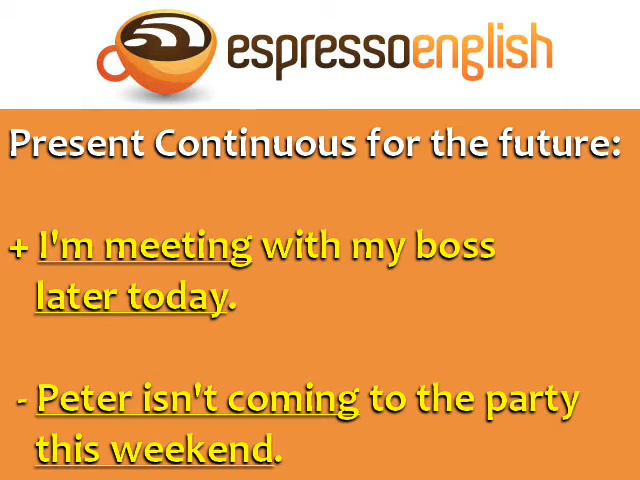 espressoenglish
Present Continuous for the future:
+ I'm meeting with my boss
later today.
- Peter isn't coming to the party
this weekend.